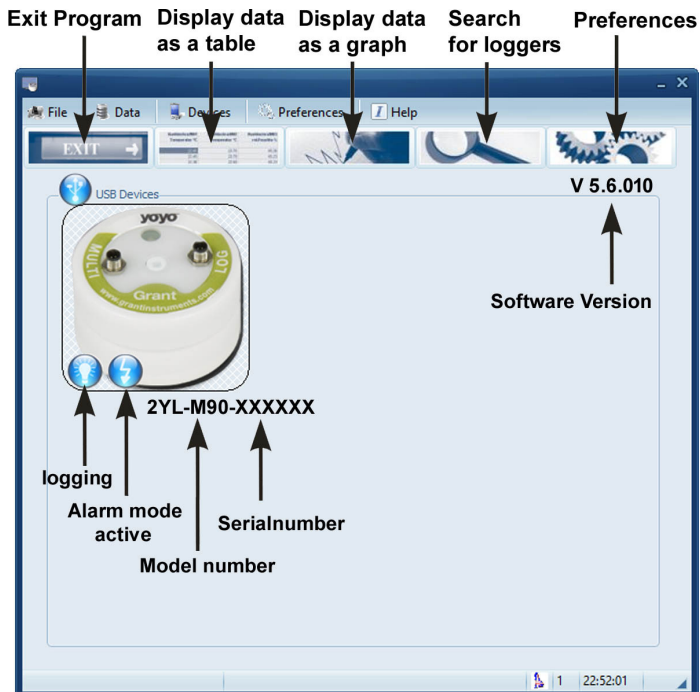 Exit Program
Display data
as a table
Display data
as a graph
Search
for loggers
Preferences
File Data Devices Preferences Help
EXIT
USB Devices
V 5.6.010
yoyo
MULTI LOG
Grant
www.grantinstruments.com
Software Version
2YL-M90-XXXXXX
logging
Alarm mode
active
Serialnumber
Model number
1 22:52:01